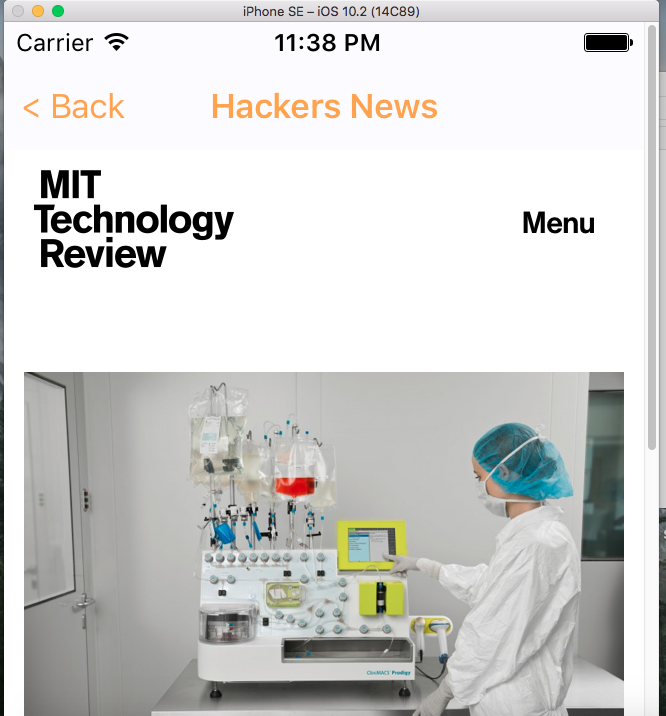 iPhone SE – iOS 10.2 (14C89)
Carrier 11:38 PM
< Back Hackers News
MIT
Technology
Review
Menu
CliniMACS Prodigy